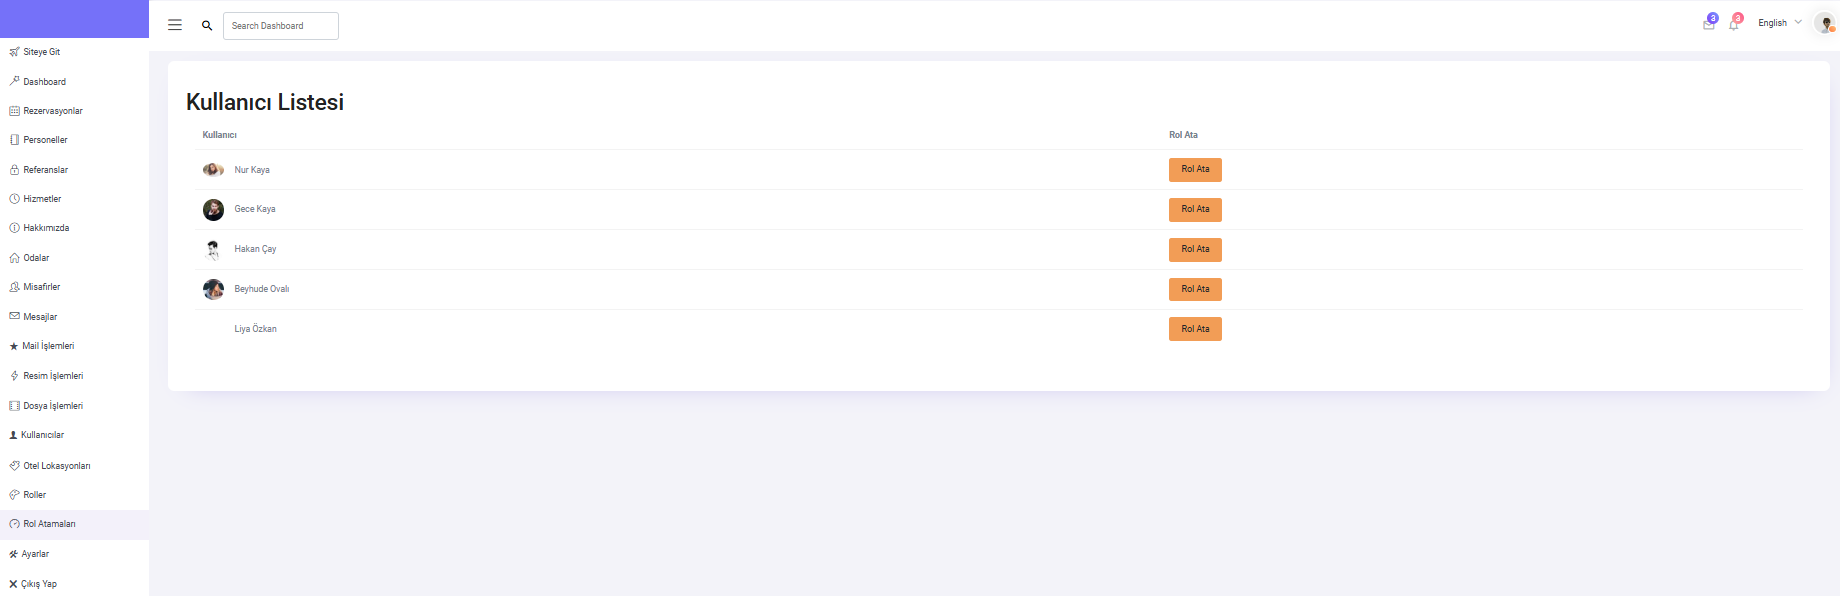 Search Dashboard
3
3
English
Siteye Git
Dashboard
Rezervasyonlar
Personeller
Referanslar
Hizmetler
Hakkımızda
Odalar
Misafirler
Mesajlar
Mail İşlemleri
Resim İşlemleri
Dosya İşlemleri
Kullanıcılar
Otel Lokasyonları
Roller
Rol Atamaları
Ayarlar
Çıkış Yap
Kullanıcı Listesi
Kullanıcı Rol Ata
Nur Kaya Rol Ata
Gece Kaya Rol Ata
Hakan Çay Rol Ata
Beyhude Ovalı Rol Ata
Liya Özkan Rol Ata